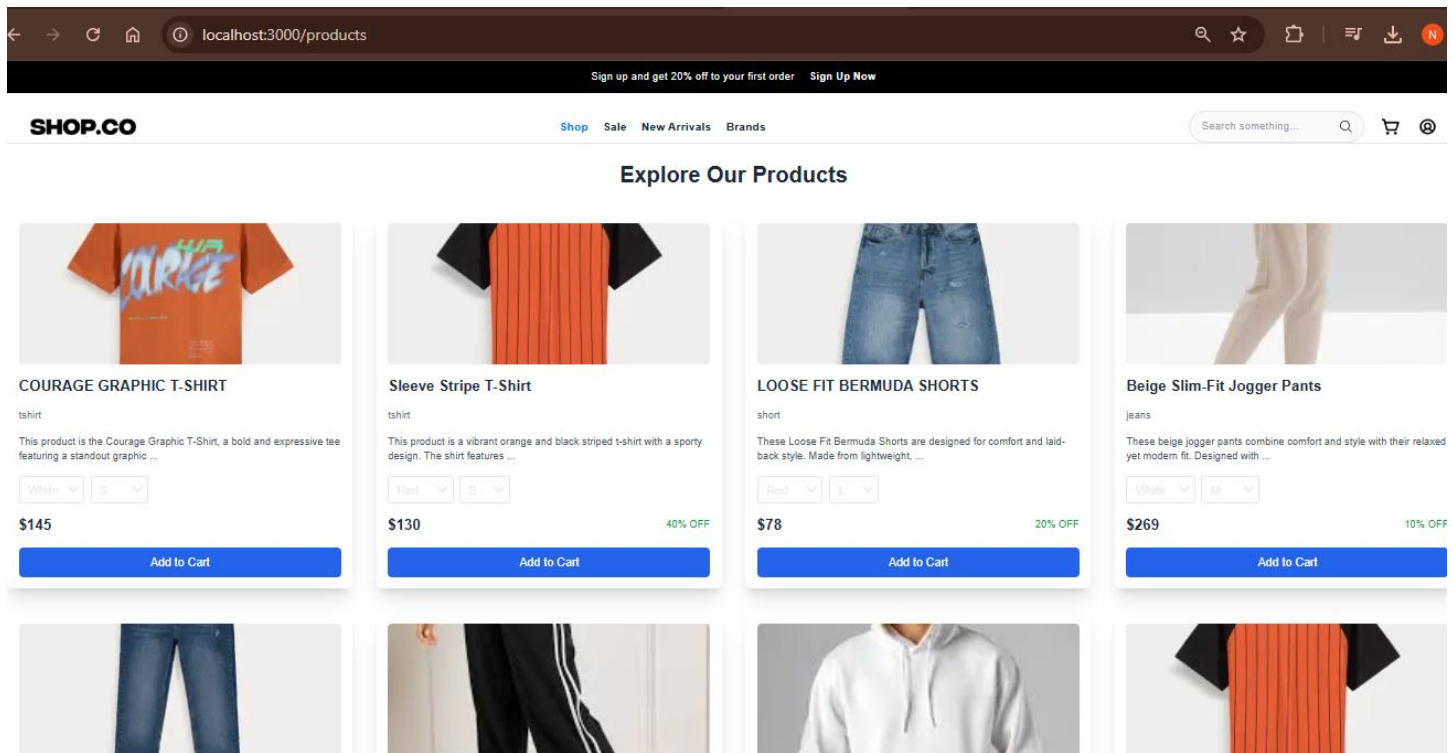 localhost:3000/products
N
Sign up and get 20% off to your first order Sign Up Now
SHOP.CO
Shop Sale New Arrivals Brands
Search something...
Explore Our Products
COURAGE
COURAGE GRAPHIC T-SHIRT
tshirt
This product is the Courage Graphic T-Shirt, a bold and expressive tee
featuring a standout graphic ...
White S
$145
Add to Cart
Sleeve Stripe T-Shirt
tshirt
This product is a vibrant orange and black striped t-shirt with a sporty
design. The shirt features ...
Red S
$130 40% OFF
Add to Cart
LOOSE FIT BERMUDA SHORTS
short
These Loose Fit Bermuda Shorts are designed for comfort and laid-
back style. Made from lightweight, ...
Red L
$78 20% OFF
Add to Cart
Beige Slim-Fit Jogger Pants
jeans
These beige jogger pants combine comfort and style with their relaxed
yet modern fit. Designed with ...
White M
$269 10% OFF
Add to Cart